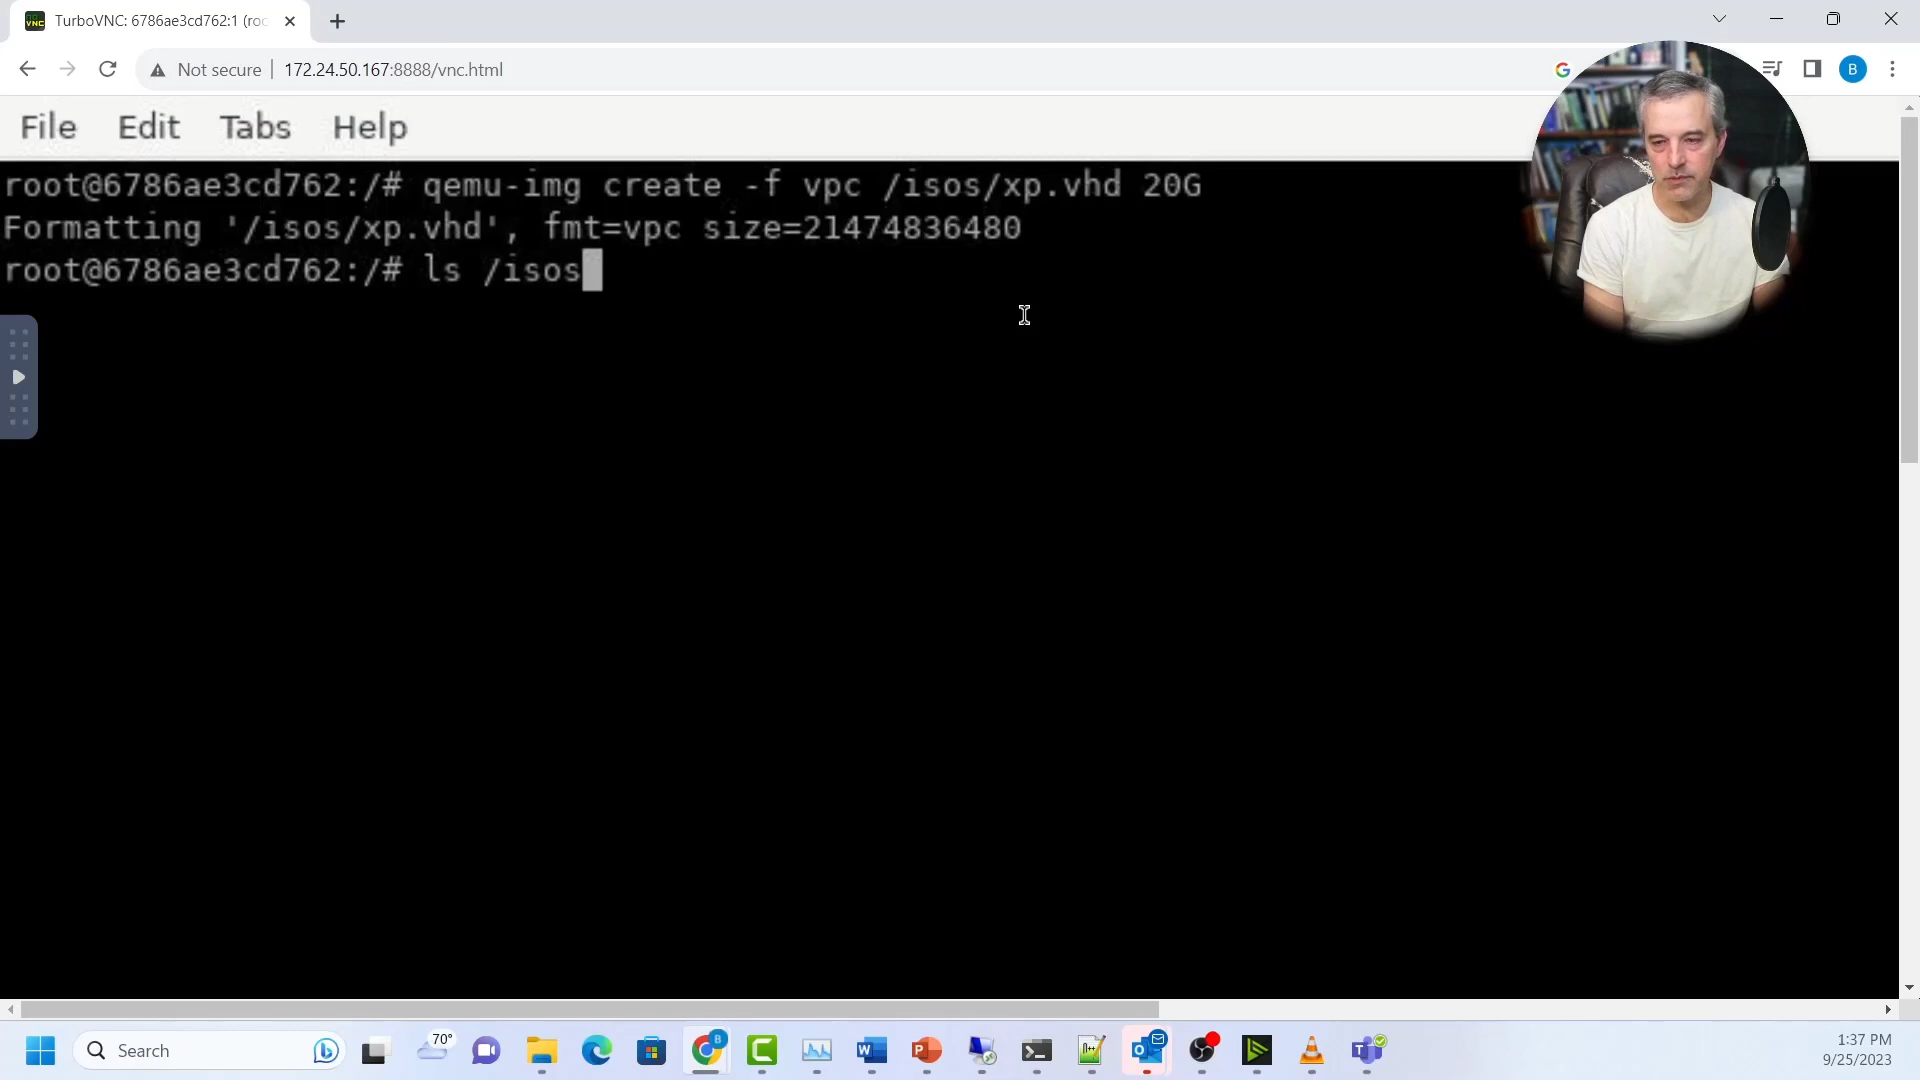 TurboVNC: 6786ae3cd762:1 (roo
Not secure
172.24.50.167:8888/vnc.html
B
File Edit Tabs Help
root@6786ae3cd762:/# qemu-img create -f vpc /isos/xp.vhd 20G
Formatting '/isos/xp.vhd', fmt=vpc size=21474836480
root@6786ae3cd762:/# ls /isos
Search
70°
1:37 PM
9/25/2023